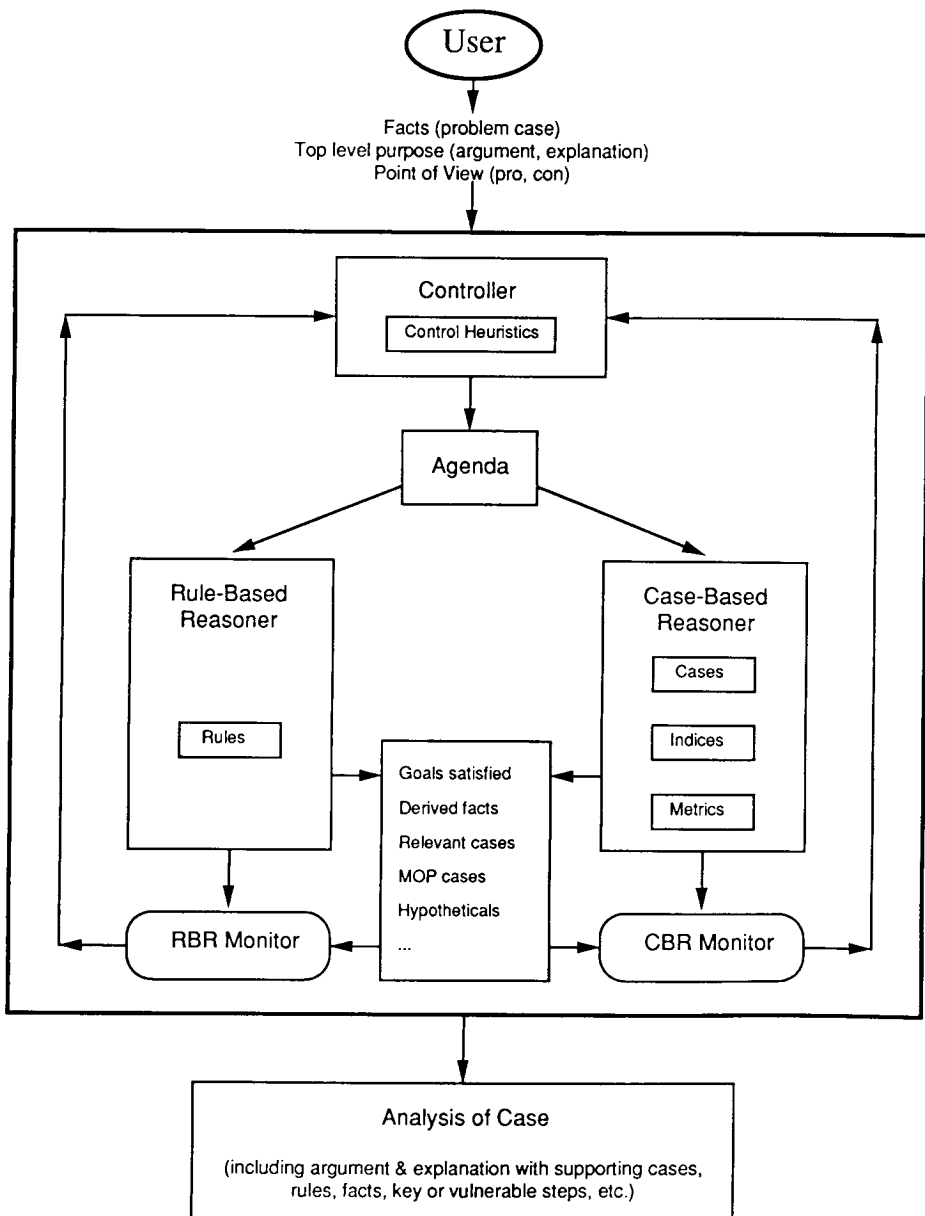 User
Facts (problem case)
Top level purpose (argument, explanation)
Point of View (pro, con)
Controller
Control Heuristics
Agenda
Rule-Based
Reasoner
Rules
Case-Based
Reasoner
Cases
Indices
Metrics
Goals satisfied
Derived facts
Relevant cases
MOP cases
Hypotheticals
...
RBR Monitor
CBR Monitor
Analysis of Case
(including argument & explanation with supporting cases,
rules, facts, key or vulnerable steps, etc.)